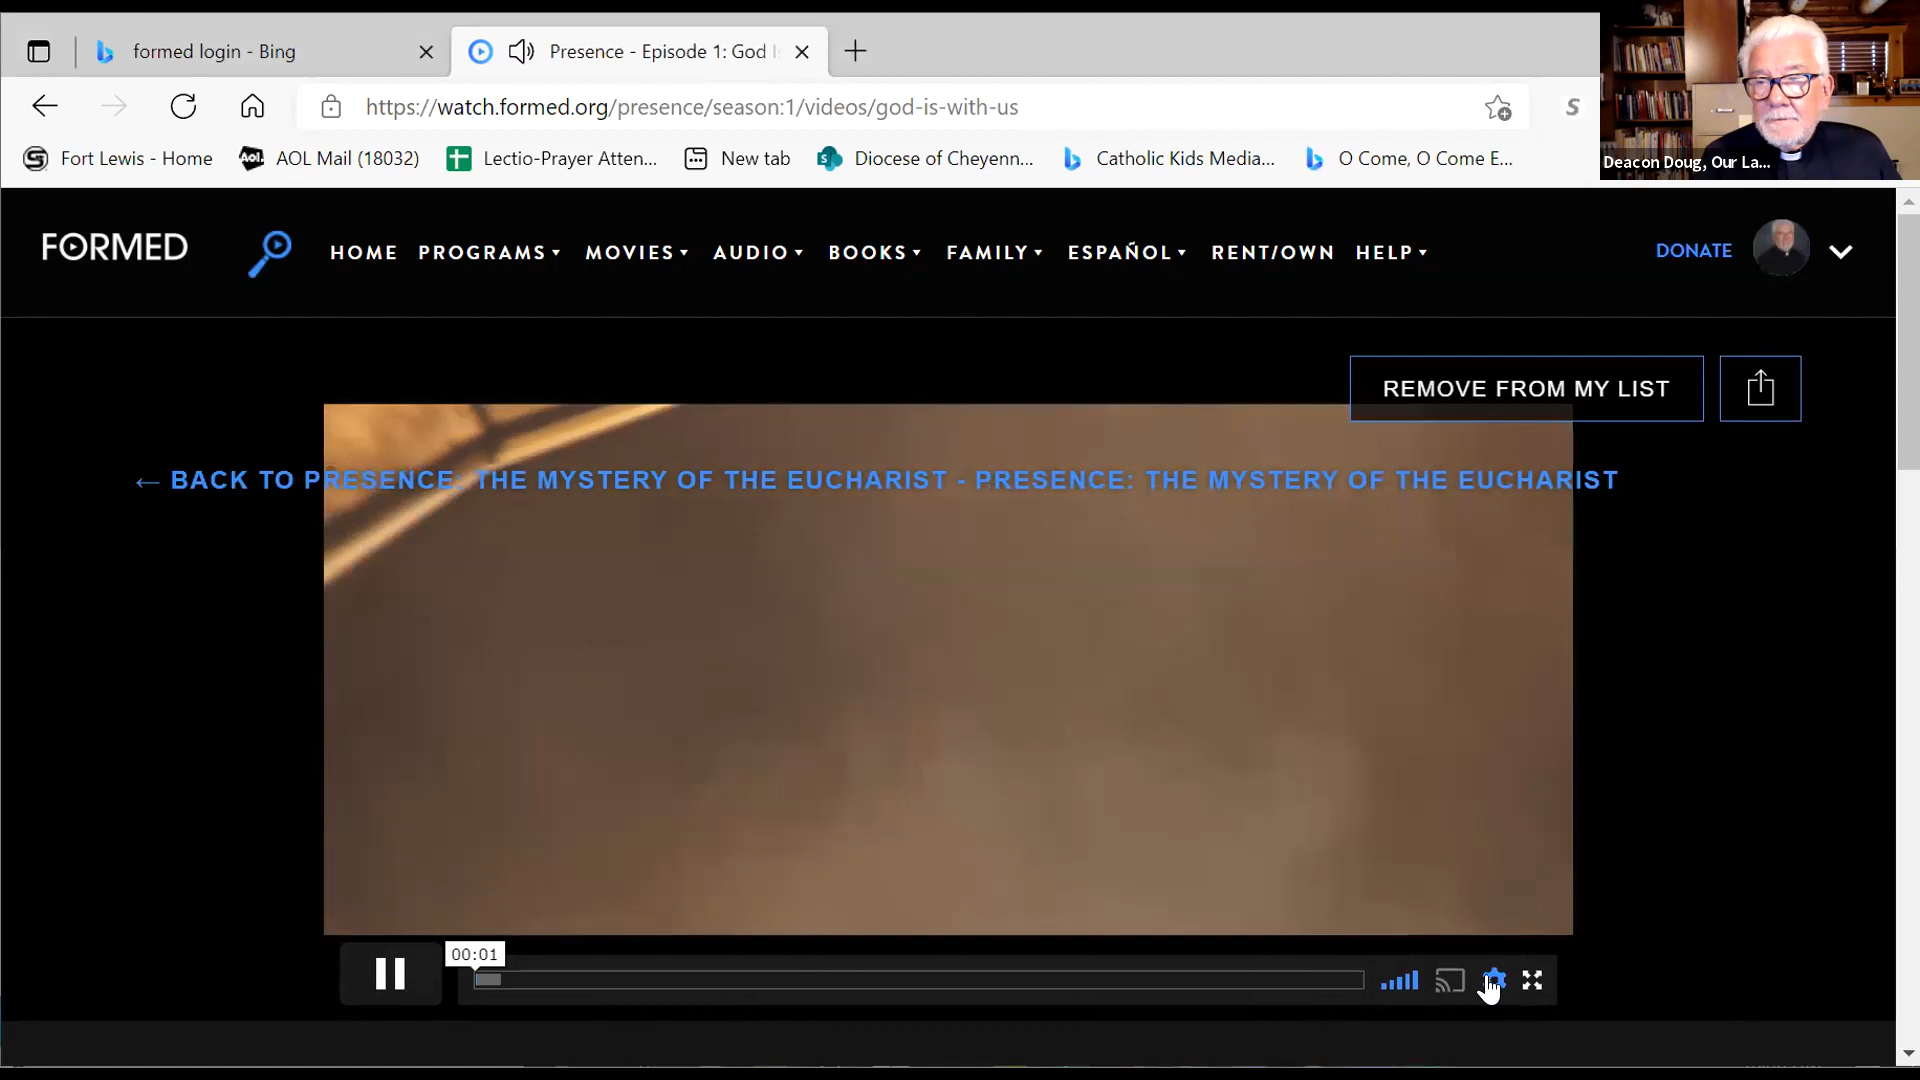 formed login - Bing
Presence - Episode 1: God I
https://watch.formed.org/presence/season:1/videos/god-is-with-us
S
Fort Lewis - Home
Aol.
AOL Mail (18032)
Lectio-Prayer Atten...
New tab
Diocese of Cheyenn...
Catholic Kids Media...
O Come, O Come E...
Deacon Doug, Our La...
FORMED
HOME
PROGRAMS
MOVIES
AUDIO
BOOKS
FAMILY
ESPAÑOL
RENT/OWN
HELP
DONATE
REMOVE FROM MY LIST
← BACK TO PRESENCE: THE MYSTERY OF THE EUCHARIST - PRESENCE: THE MYSTERY OF THE EUCHARIST
00:01